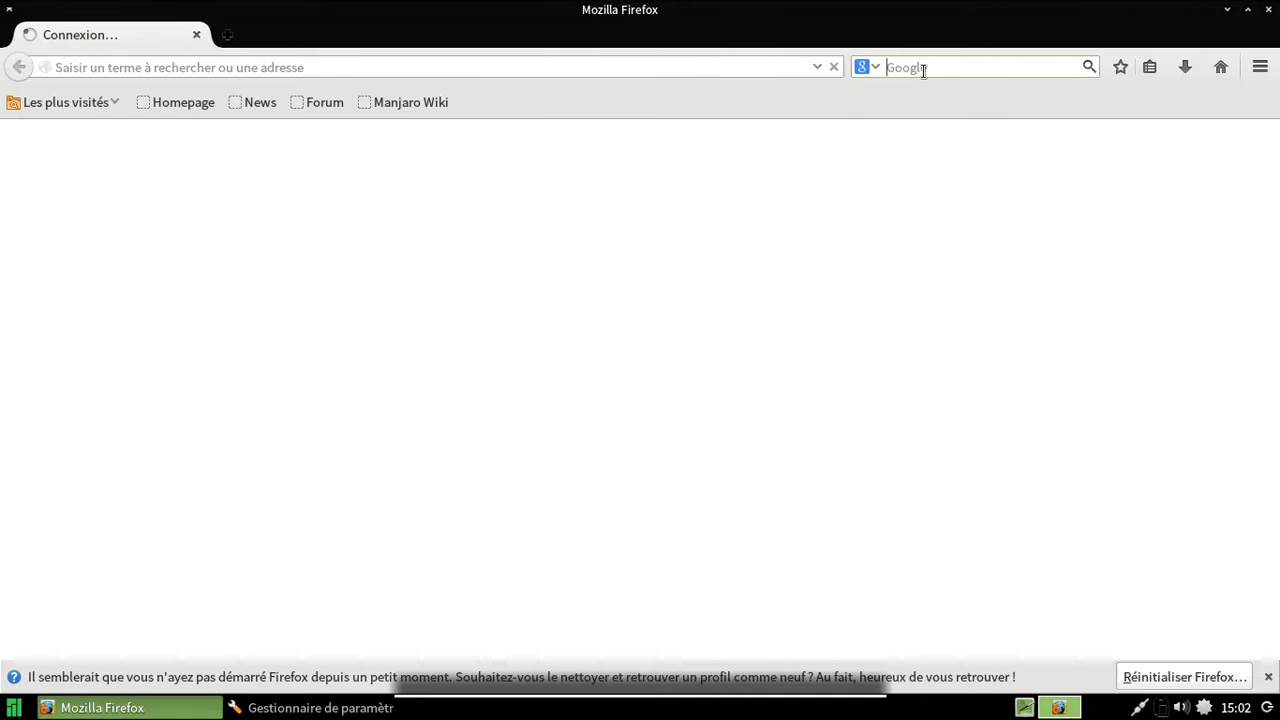 Mozilla Firefox
Connexion…
Saisir un terme à rechercher ou une adresse
Google
Les plus visités
Homepage
News
Forum
Manjaro Wiki
Il semblerait que vous n'ayez pas démarré Firefox depuis un petit moment. Souhaitez-vous le nettoyer et retrouver un profil comme neuf ? Au fait, heureux de vous retrouver !
Réinitialiser Firefox…
Mozilla Firefox
Gestionnaire de paramètr
15:02